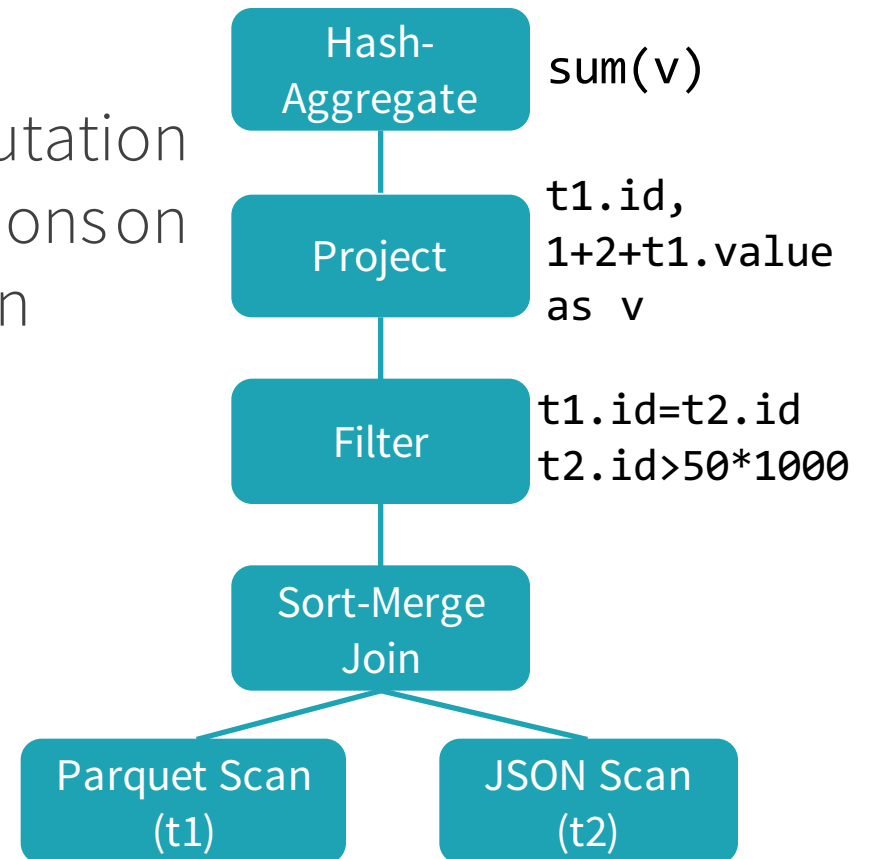 Hash-
Aggregate
sum(v)
Project
t1.id,
1+2+t1.value
as v
Filter
t1.id=t2.id
t2.id>50*1000
Sort-Merge
Join
Parquet Scan
(t1)
JSON Scan
(t2)